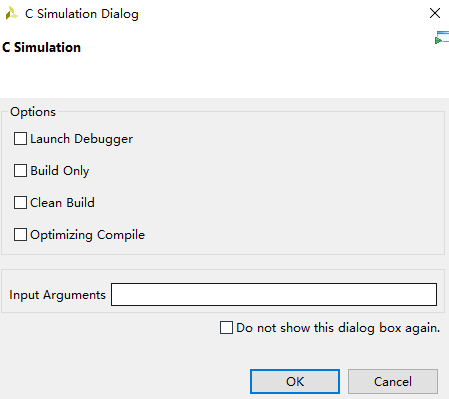 C Simulation Dialog
C Simulation
Options
Launch Debugger
Build Only
Clean Build
Optimizing Compile
Input Arguments
Do not show this dialog box again.
OK Cancel